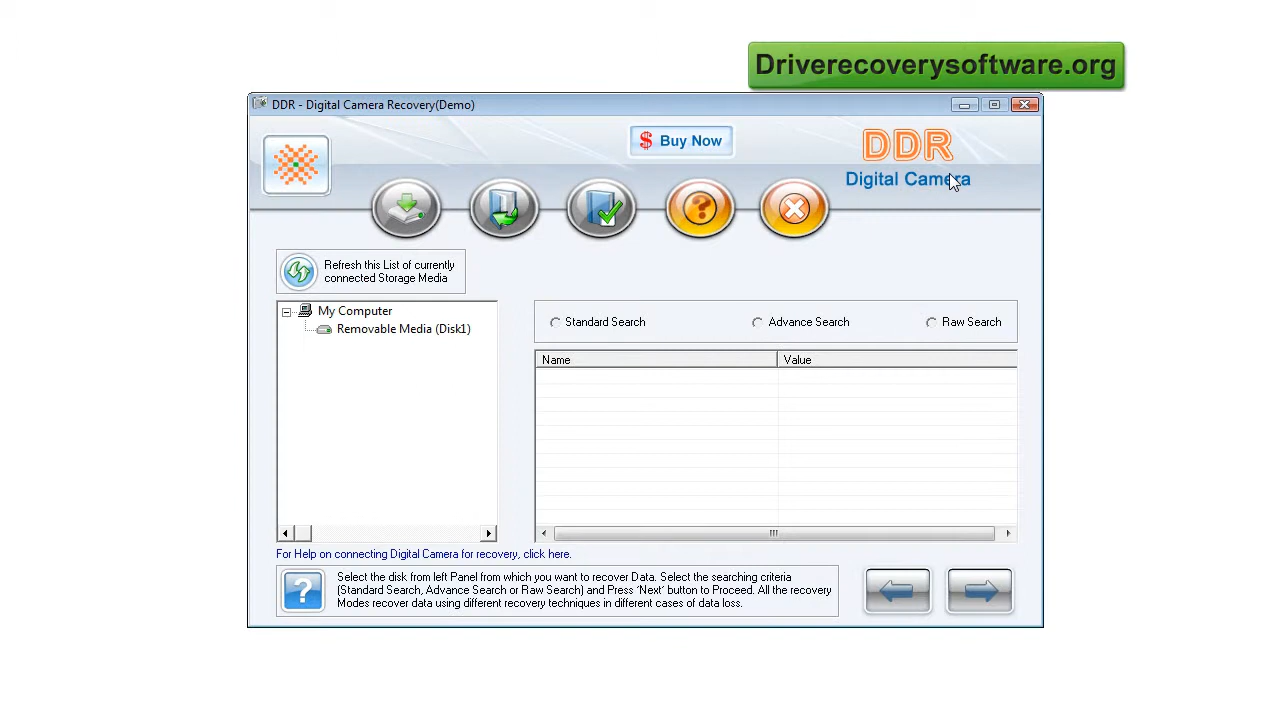 Driverecoverysoftware.org
DDR - Digital Camera Recovery(Demo)
$ Buy Now
DDR
Digital Camera
Refresh this List of currently
connected Storage Media
My Computer
Removable Media (Disk1)
Standard Search
Advance Search
Raw Search
Name
Value
For Help on connecting Digital Camera for recovery, click here.
Select the disk from left Panel from which you want to recover Data. Select the searching criteria
(Standard Search, Advance Search or Raw Search) and Press 'Next' button to Proceed. All the recovery
Modes recover data using different recovery techniques in different cases of data loss.